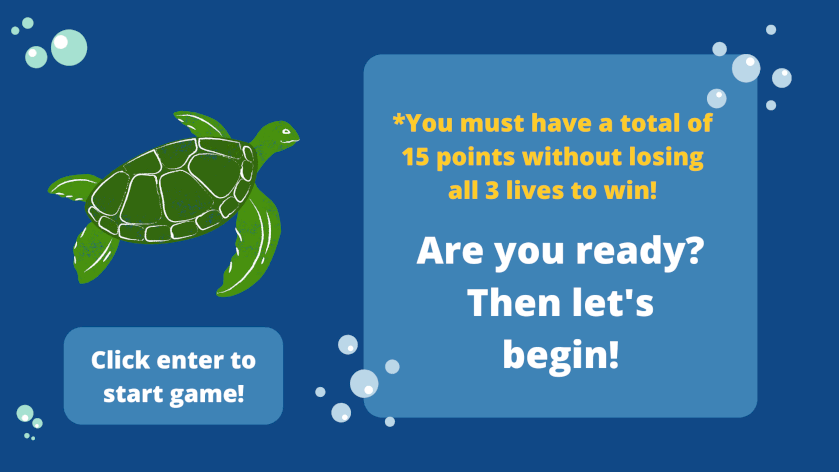 *You must have a total of
15 points without losing
all 3 lives to win!
Are you ready?
Then let's
begin!
Click enter to
start game!